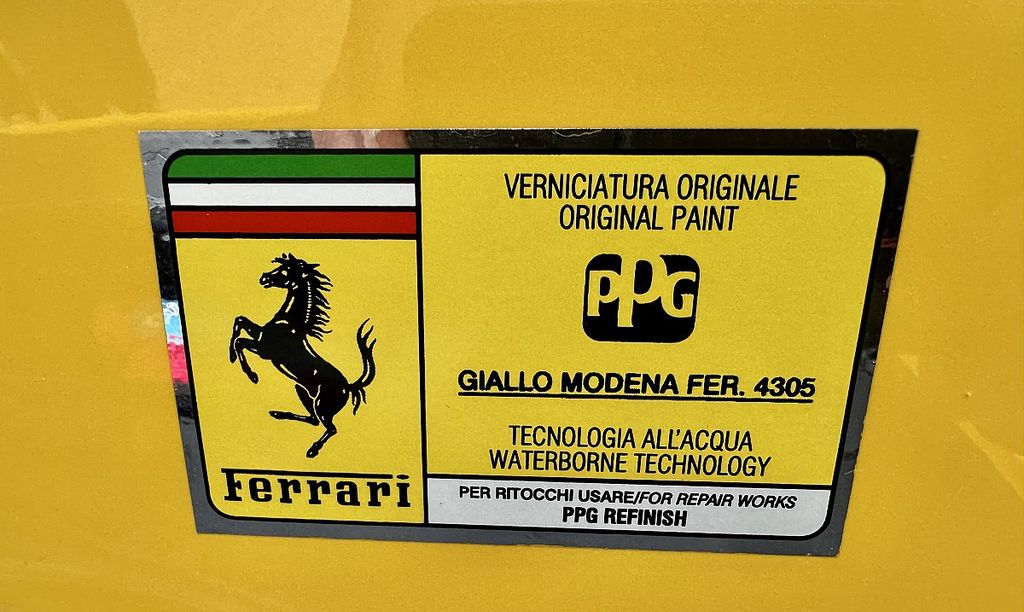 VERNICIATURA ORIGINALE
ORIGINAL PAINT
PPG
GIALLO MODENA FER. 4305
TECNOLOGIA ALL'ACQUA
WATERBORNE TECHNOLOGY
Ferrari
PER RITOCCHI USARE/FOR REPAIR WORKS
PPG REFINISH